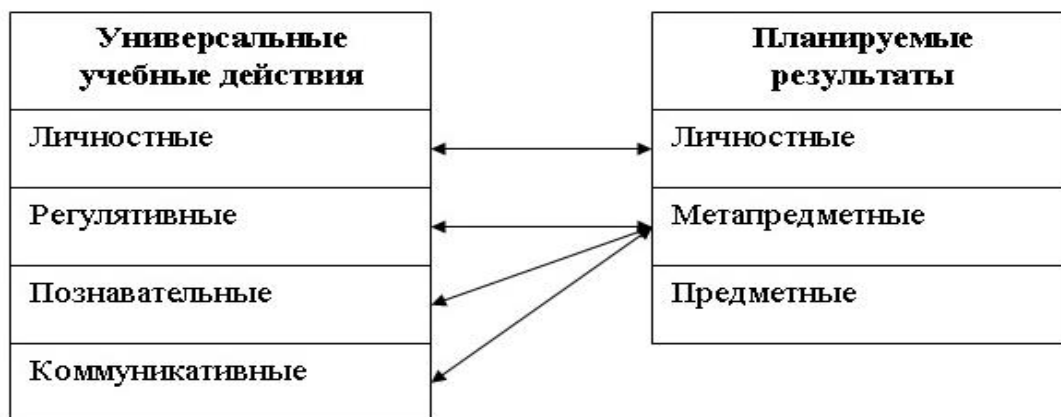 Универсальные
учебные действия
Личностные
Регулятивные
Познавательные
Коммуникативные
Планируемые
результаты
Личностные
Метапредметные
Предметные